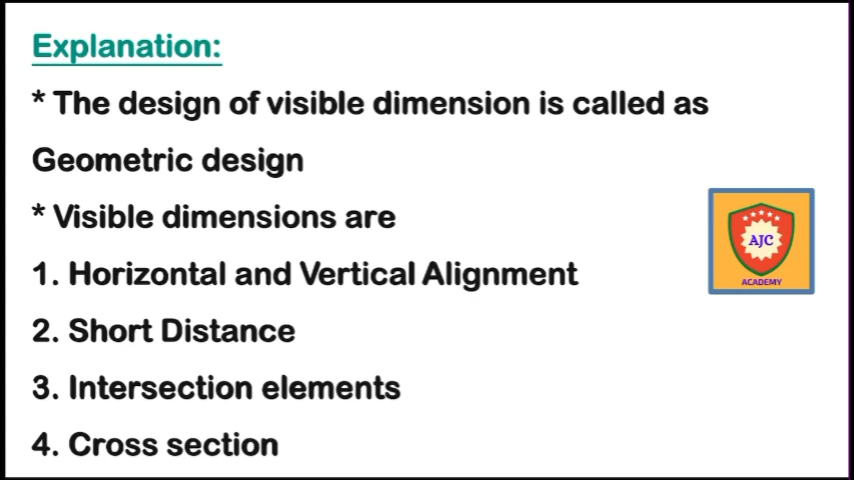 Explanation:
* The design of visible dimension is called as
Geometric design
* Visible dimensions are
1. Horizontal and Vertical Alignment
2. Short Distance
3. Intersection elements
4. Cross section
AJC
ACADEMY